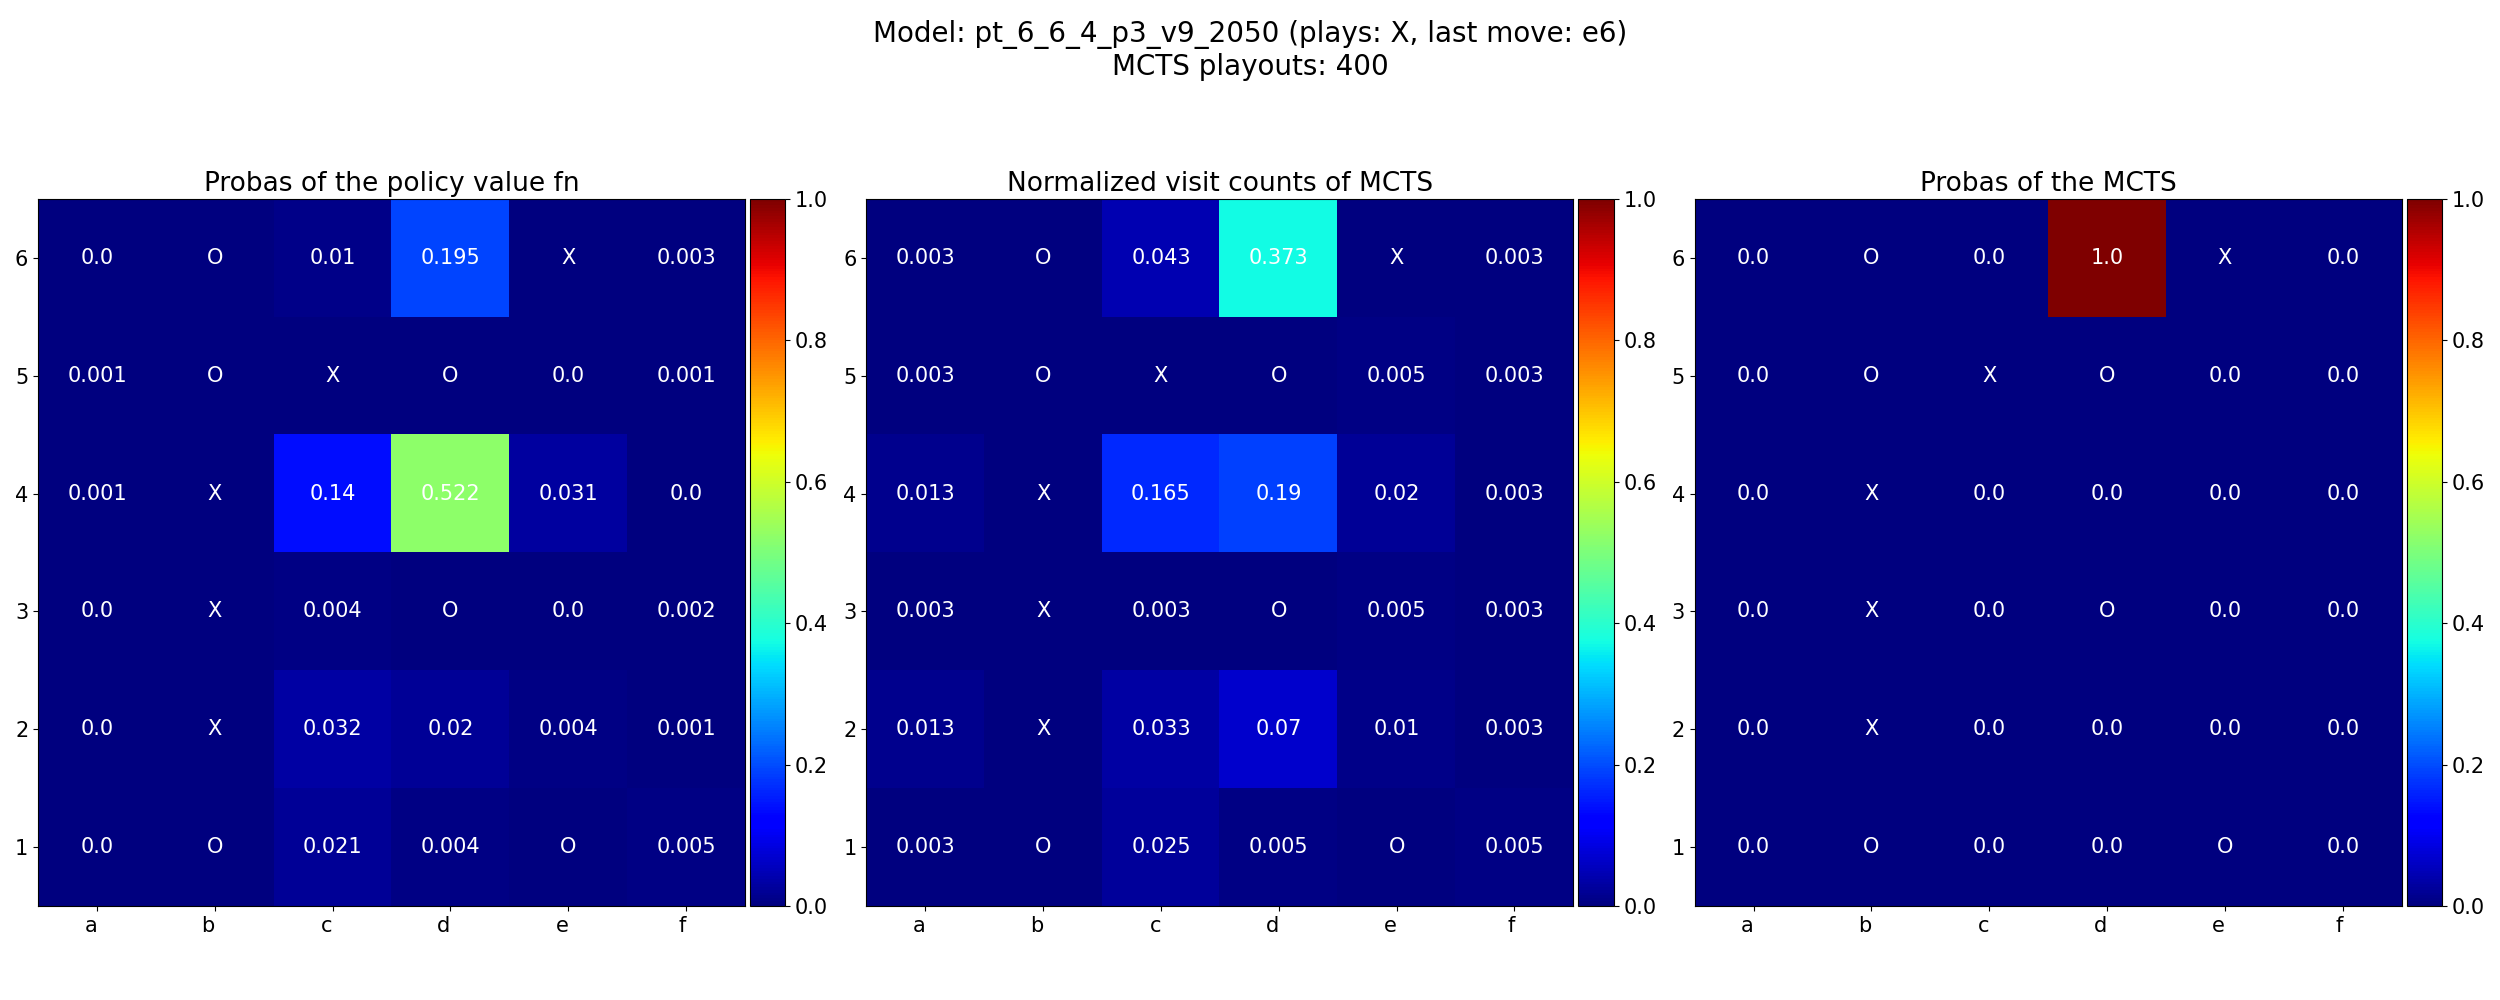 Model: pt_6_6_4_p3_v9_2050 (plays: X, last move: e6)
MCTS playouts: 400
Probas of the policy value fn
6 0.0 O 0.01 0.195 X 0.003
5 0.001 O X O 0.0 0.001
4 0.001 X 0.14 0.522 0.031 0.0
3 0.0 X 0.004 O 0.0 0.002
2 0.0 X 0.032 0.02 0.004 0.001
1 0.0 O 0.021 0.004 O 0.005
a b c d e f
1.0
0.8
0.6
0.4
0.2
0.0
Normalized visit counts of MCTS
6 0.003 O 0.043 0.373 X 0.003
5 0.003 O X O 0.005 0.003
4 0.013 X 0.165 0.19 0.02 0.003
3 0.003 X 0.003 O 0.005 0.003
2 0.013 X 0.033 0.07 0.01 0.003
1 0.003 O 0.025 0.005 O 0.005
a b c d e f
1.0
0.8
0.6
0.4
0.2
0.0
Probas of the MCTS
6 0.0 O 0.0 1.0 X 0.0
5 0.0 O X O 0.0 0.0
4 0.0 X 0.0 0.0 0.0 0.0
3 0.0 X 0.0 O 0.0 0.0
2 0.0 X 0.0 0.0 0.0 0.0
1 0.0 O 0.0 0.0 O 0.0
a b c d e f
1.0
0.8
0.6
0.4
0.2
0.0